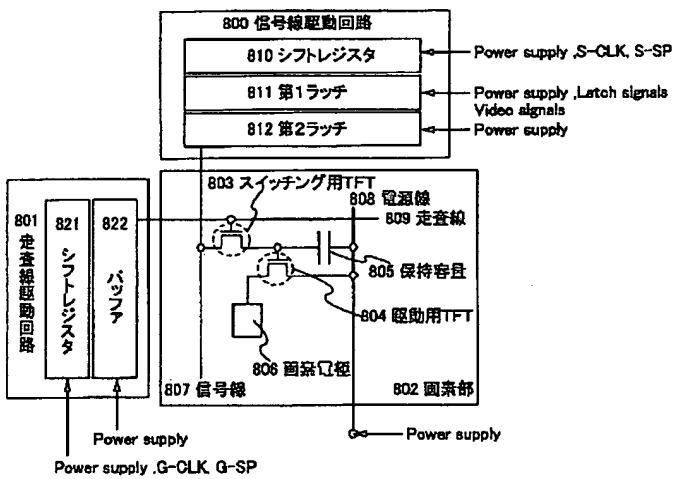 800 信号線駆動回路
810 シフトレジスタ
Power supply ,S-CLK, S-SP
811 第1ラッチ
Power supply ,Latch signals
Video signals
812 第2ラッチ
Power supply
803 スイッチング用TFT
808 電源線
809 走査線
801 走査線駆動回路
821 シフトレジスタ
822 バッファ
805 保持容量
804 駆動用TFT
806 画素電極
807 信号線
802 画素部
Power supply
Power supply
Power supply ,G-CLK, G-SP